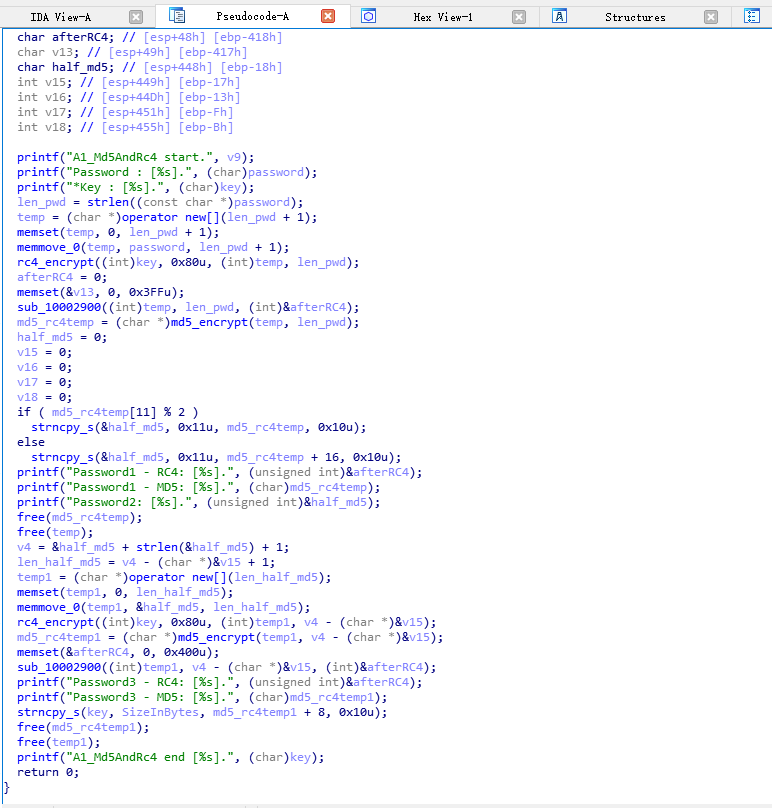 IDA View-A Pseudocode-A Hex View-1 Structures
char afterRC4; // [esp+48h] [ebp-418h]
char v13; // [esp+49h] [ebp-417h]
char half_md5; // [esp+448h] [ebp-18h]
int v15; // [esp+449h] [ebp-17h]
int v16; // [esp+44Dh] [ebp-13h]
int v17; // [esp+451h] [ebp-Fh]
int v18; // [esp+455h] [ebp-Bh]
printf("A1_Md5AndRc4 start.", v9);
printf("Password : [%s].", (char)password);
printf("*Key : [%s].", (char)key);
len_pwd = strlen((const char *)password);
temp = (char *)operator new[](len_pwd + 1);
memset(temp, 0, len_pwd + 1);
memmove_0(temp, password, len_pwd + 1);
rc4_encrypt((int)key, 0x80u, (int)temp, len_pwd);
afterRC4 = 0;
memset(&v13, 0, 0x3FFu);
sub_10002900((int)temp, len_pwd, (int)&afterRC4);
md5_rc4temp = (char *)md5_encrypt(temp, len_pwd);
half_md5 = 0;
v15 = 0;
v16 = 0;
v17 = 0;
v18 = 0;
if ( md5_rc4temp[11] % 2 )
strncpy_s(&half_md5, 0x11u, md5_rc4temp, 0x10u);
else
strncpy_s(&half_md5, 0x11u, md5_rc4temp + 16, 0x10u);
printf("Password1 - RC4: [%s].", (unsigned int)&afterRC4);
printf("Password1 - MD5: [%s].", (char)md5_rc4temp);
printf("Password2: [%s].", (unsigned int)&half_md5);
free(md5_rc4temp);
free(temp);
v4 = &half_md5 + strlen(&half_md5) + 1;
len_half_md5 = v4 - (char *)&v15 + 1;
temp1 = (char *)operator new[](len_half_md5);
memset(temp1, 0, len_half_md5);
memmove_0(temp1, &half_md5, len_half_md5);
rc4_encrypt((int)key, 0x80u, (int)temp1, v4 - (char *)&v15);
md5_rc4temp1 = (char *)md5_encrypt(temp1, v4 - (char *)&v15);
memset(&afterRC4, 0, 0x400u);
sub_10002900((int)temp1, v4 - (char *)&v15, (int)&afterRC4);
printf("Password3 - RC4: [%s].", (unsigned int)&afterRC4);
printf("Password3 - MD5: [%s].", (char)md5_rc4temp1);
strncpy_s(key, SizeInBytes, md5_rc4temp1 + 8, 0x10u);
free(md5_rc4temp1);
free(temp1);
printf("A1_Md5AndRc4 end [%s].", (char)key);
return 0;
}